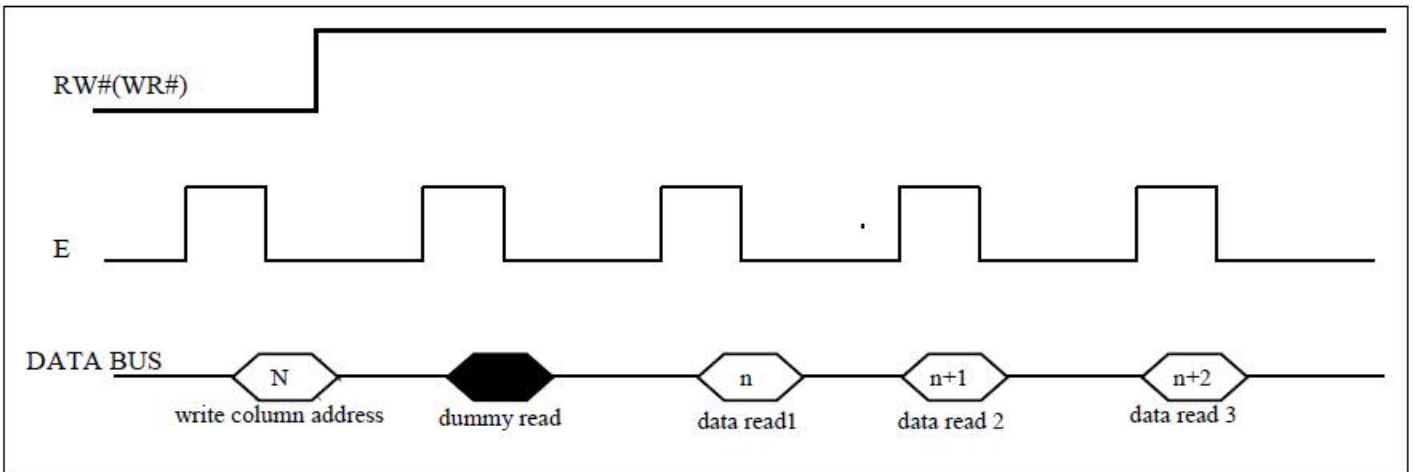 RW#(WR#)
E
DATA BUS
N
n
n+1
n+2
write column address
dummy read
data read1
data read 2
data read 3